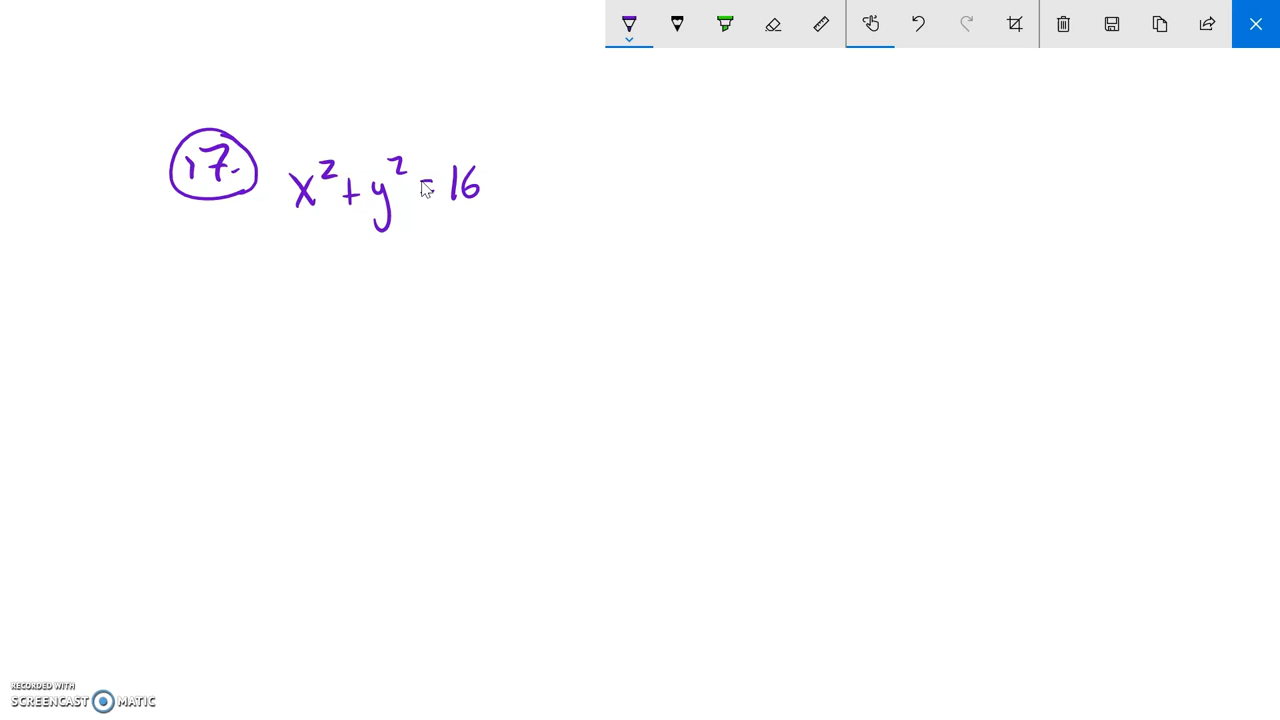 17. x² + y² = 16
RECORDED WITH
SCREENCAST MATIC